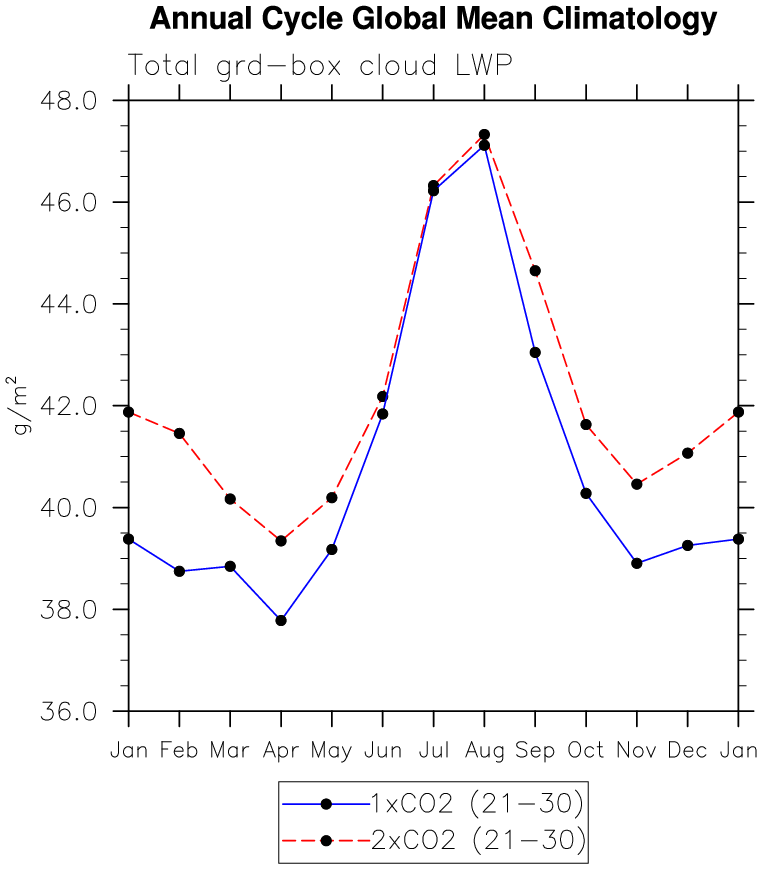 Annual Cycle Global Mean Climatology
Total grd-box cloud LWP
48.0
46.0
44.0
42.0
40.0
38.0
36.0
g/m²
Jan Feb Mar Apr May Jun Jul Aug Sep Oct Nov Dec Jan
1xCO2 (21-30)
2xCO2 (21-30)